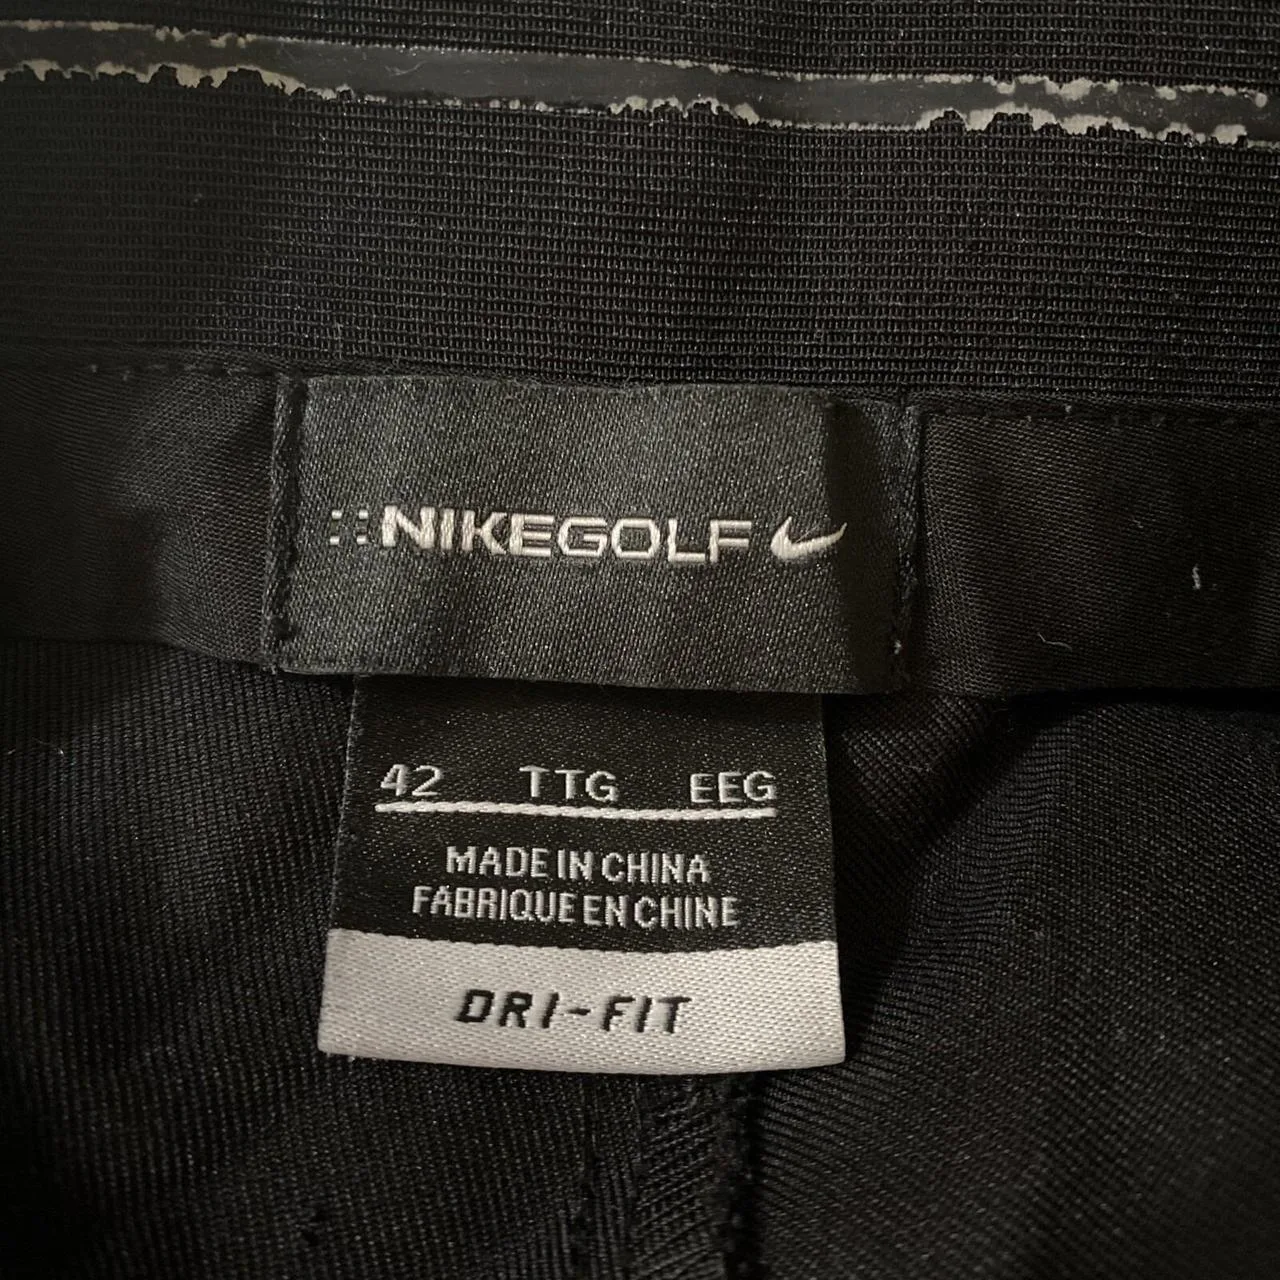 NIKEGOLF
42 TTG EEG
MADE IN CHINA
FABRIQUE EN CHINE
DRI-FIT